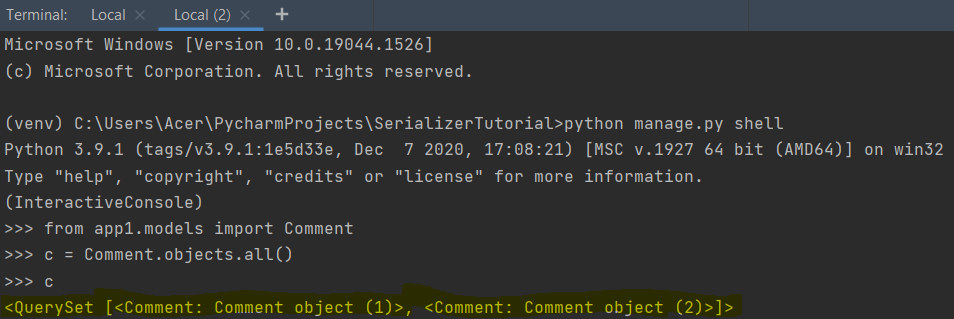 Terminal: Local × Local (2) × +
Microsoft Windows [Version 10.0.19044.1526]
(c) Microsoft Corporation. All rights reserved.
(venv) C:\Users\Acer\PycharmProjects\SerializerTutorial>python manage.py shell
Python 3.9.1 (tags/v3.9.1:1e5d33e, Dec  7 2020, 17:08:21) [MSC v.1927 64 bit (AMD64)] on win32
Type "help", "copyright", "credits" or "license" for more information.
(InteractiveConsole)
>>> from app1.models import Comment
>>> c = Comment.objects.all()
>>> c
<QuerySet [<Comment: Comment object (1)>, <Comment: Comment object (2)>]>